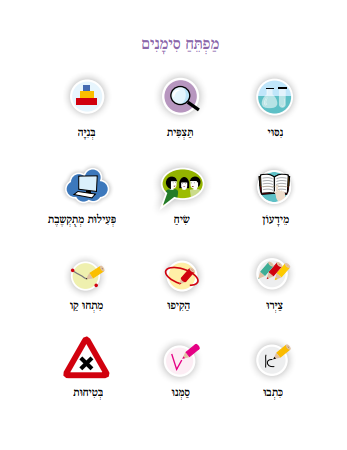 מַפְתֵּחַ סִימָנִים
נִסּוּי
תַּצְפִּית
בְּנִיָּה
מֵידָעוֹן
שִׂיחַ
פְּעִילוּת מְתֻקְשֶׁבֶת
צַיְּרוּ
הַקִּיפוּ
מִתְחוּ קַו
כִּתְבוּ
סַמְּנוּ
בְּטִיחוּת